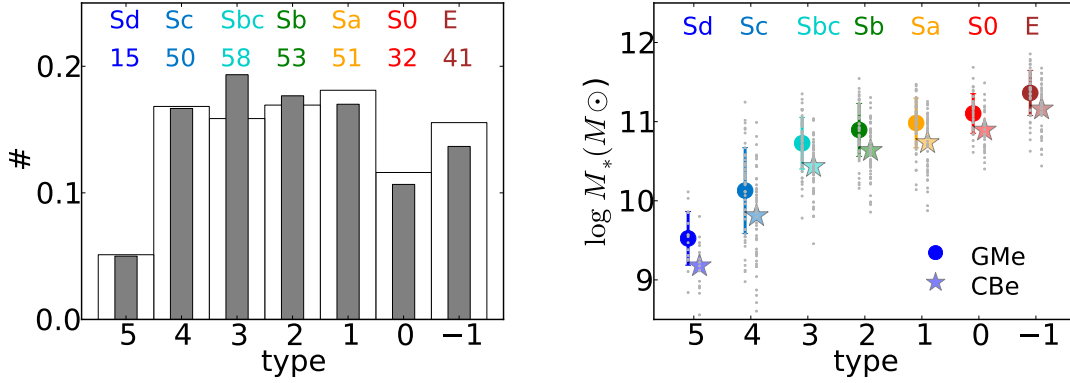 Sd Sc Sbc Sb Sa S0 E
15 50 58 53 51 32 41
0.2
0.1
0.0
#
5 4 3 2 1 0 −1
type
Sd Sc Sbc Sb Sa S0 E
12
11
10
9
log M*(M⊙)
GMe
CBe
5 4 3 2 1 0 −1
type